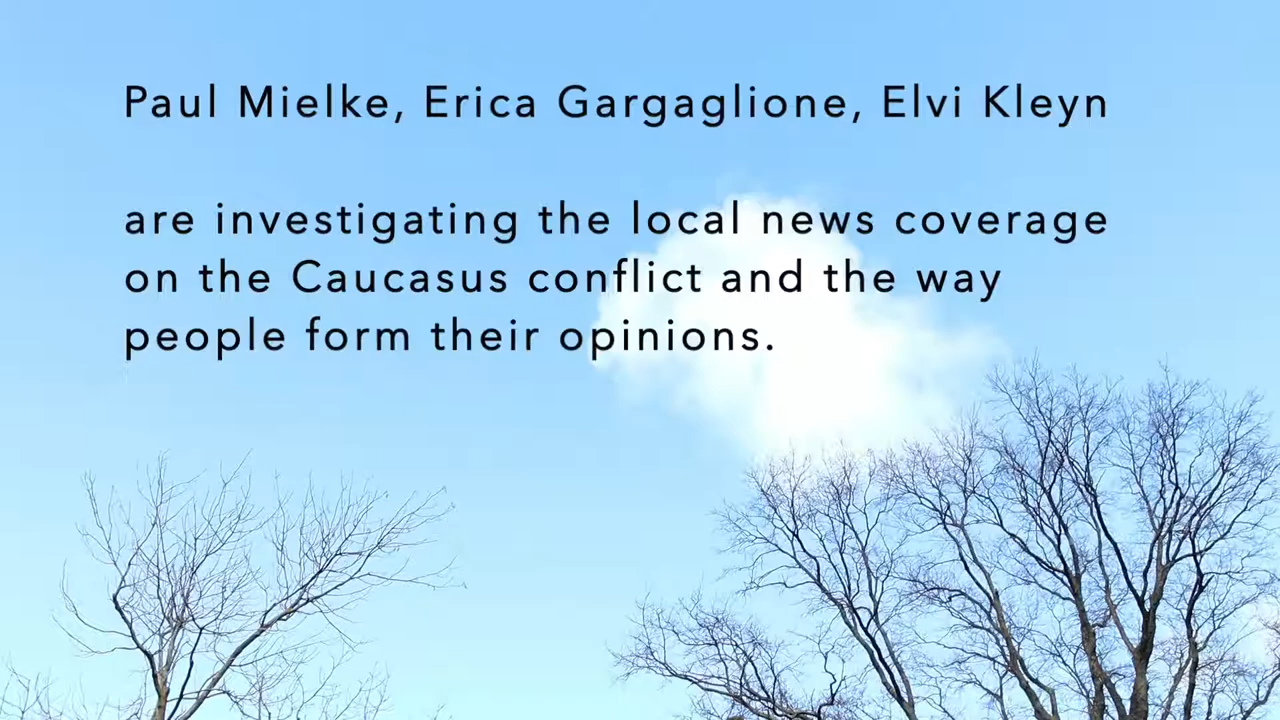 Paul Mielke, Erica Gargaglione, Elvi Kleyn
are investigating the local news coverage
on the Caucasus conflict and the way
people form their opinions.